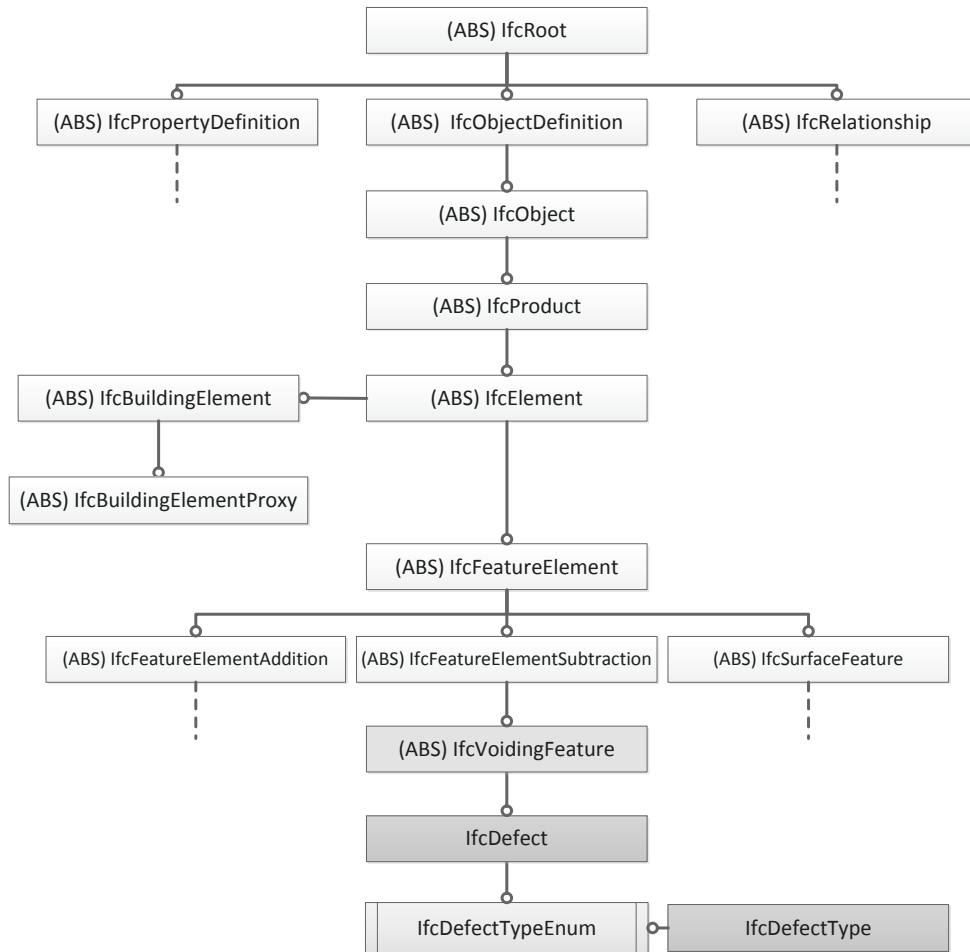 (ABS) IfcRoot
(ABS) IfcPropertyDefinition
(ABS) IfcObjectDefinition
(ABS) IfcRelationship
(ABS) IfcObject
(ABS) IfcProduct
(ABS) IfcBuildingElement
(ABS) IfcElement
(ABS) IfcBuildingElementProxy
(ABS) IfcFeatureElement
(ABS) IfcFeatureElementAddition
(ABS) IfcFeatureElementSubtraction
(ABS) IfcSurfaceFeature
(ABS) IfcVoidingFeature
IfcDefect
IfcDefectTypeEnum
IfcDefectType